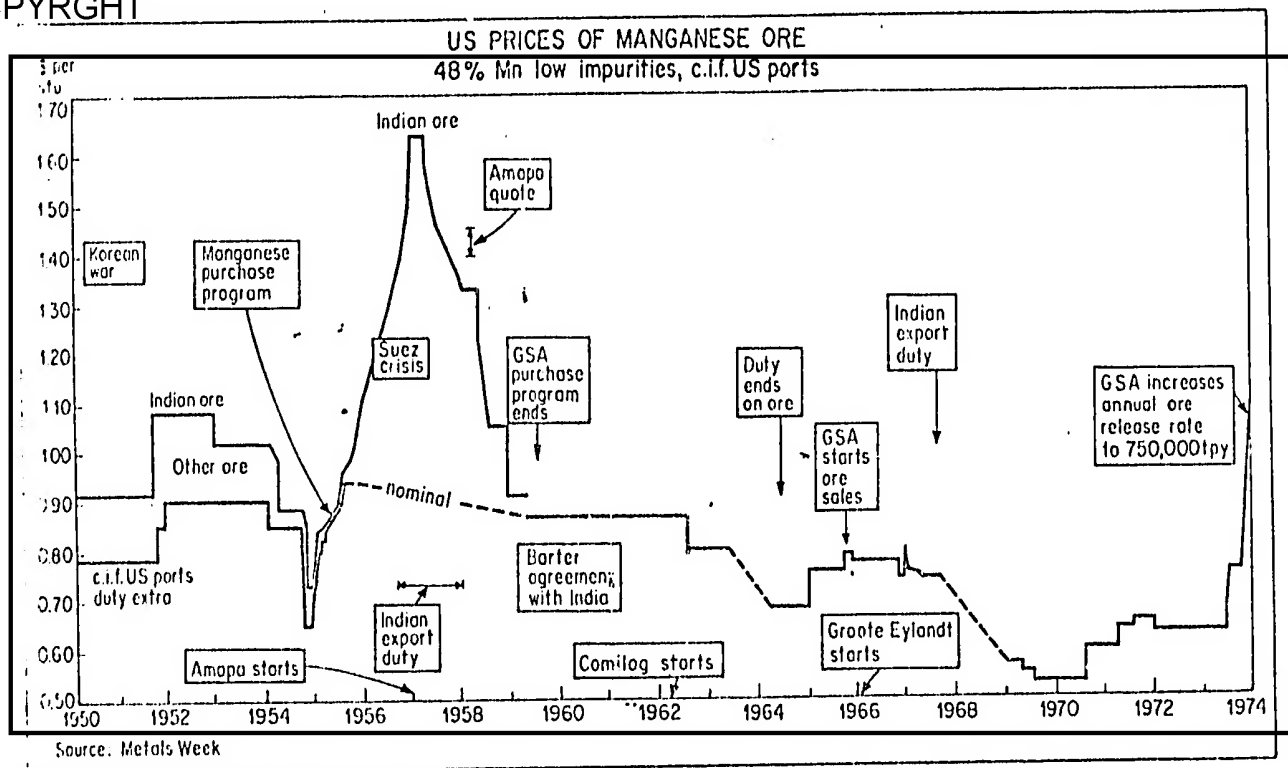 PYRGHT
US PRICES OF MANGANESE ORE
48% Mn low impurities, c.i.f. US ports
$ per
stu
1.70
1.60
1.50
1.40
1.30
1.20
1.10
1.00
0.90
0.80
0.70
0.60
0.50
Indian ore
Amapa
quote
Korean
war
Manganese
purchase
program
Suez
crisis
GSA
purchase
program
ends
Duty
ends
on ore
Indian
export
duty
GSA increases
annual ore
release rate
to 750,000tpy
Indian ore
Other ore
GSA
starts
ore
sales
nominal
c.i.f. US ports
duty extra
Barter
agreement
with India
Indian
export
duty
Groote Eylandt
starts
Amapa starts
Comilog starts
1950 1952 1954 1956 1958 1960 1962 1964 1966 1968 1970 1972 1974
Source: Metals Week